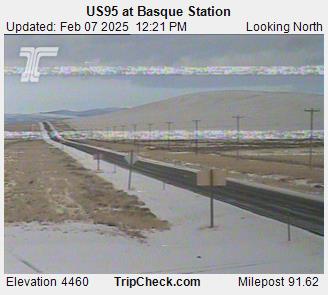 US95 at Basque Station
Updated: Feb 07 2025 12:21 PM Looking North
Elevation 4460 TripCheck.com Milepost 91.62